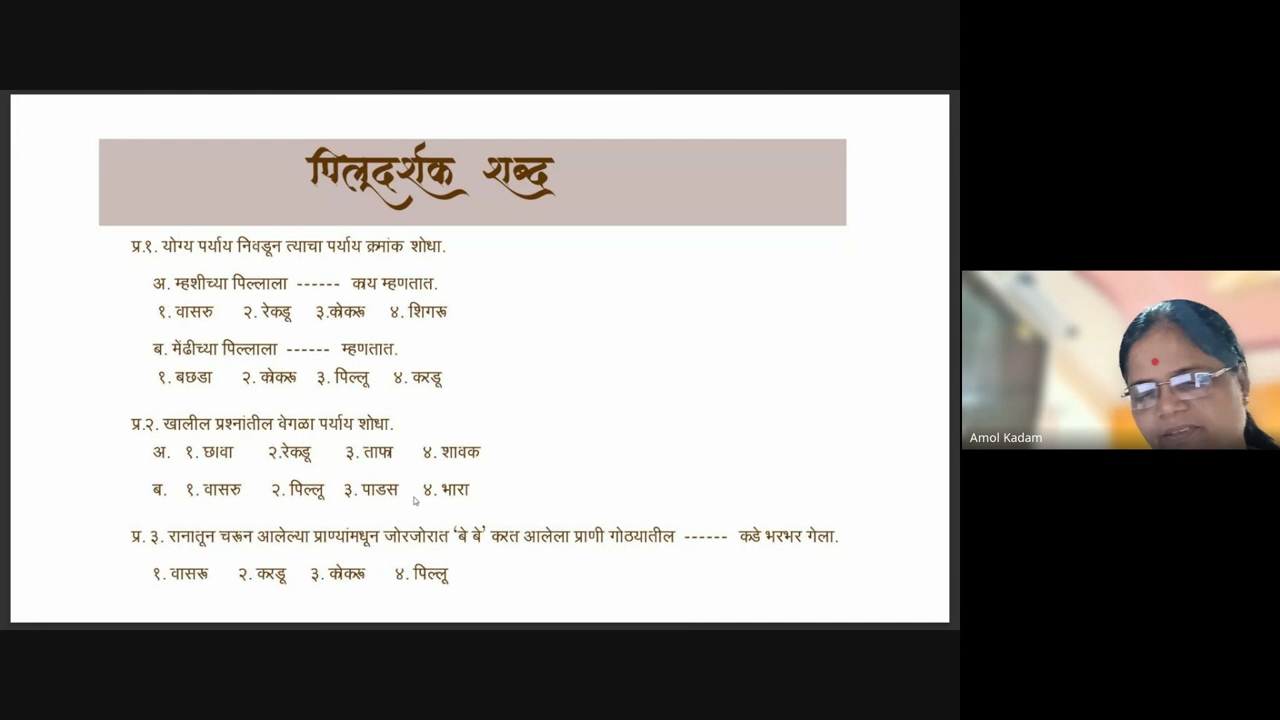 पिलूदर्शक शब्द
प्र.१. योग्य पर्याय निवडून त्याचा पर्याय क्रमांक शोधा.
अ. म्हशीच्या पिल्लाला ------ काय म्हणतात.
१. वासरु २. रेकडू ३.कोकरू ४. शिंगरू
ब. मेंढीच्या पिल्लाला ------ म्हणतात.
१. बछडा २. कोकरू ३. पिल्लू ४. करडू
प्र.२. खालील प्रश्नांतील वेगळा पर्याय शोधा.
अ. १. छावा २.रेकडू ३. ताफा ४. शावक
ब. १. वासरु २. पिल्लू ३. पाडस ४. भारा
प्र. ३. रानातून चरून आलेल्या प्राण्यांमधून जोरजोरात ‘बे बे’ करत आलेला प्राणी गोठयातील ------ कडे भरभर गेला.
१. वासरू २. करडू ३. कोकरू ४. पिल्लू
Amol Kadam